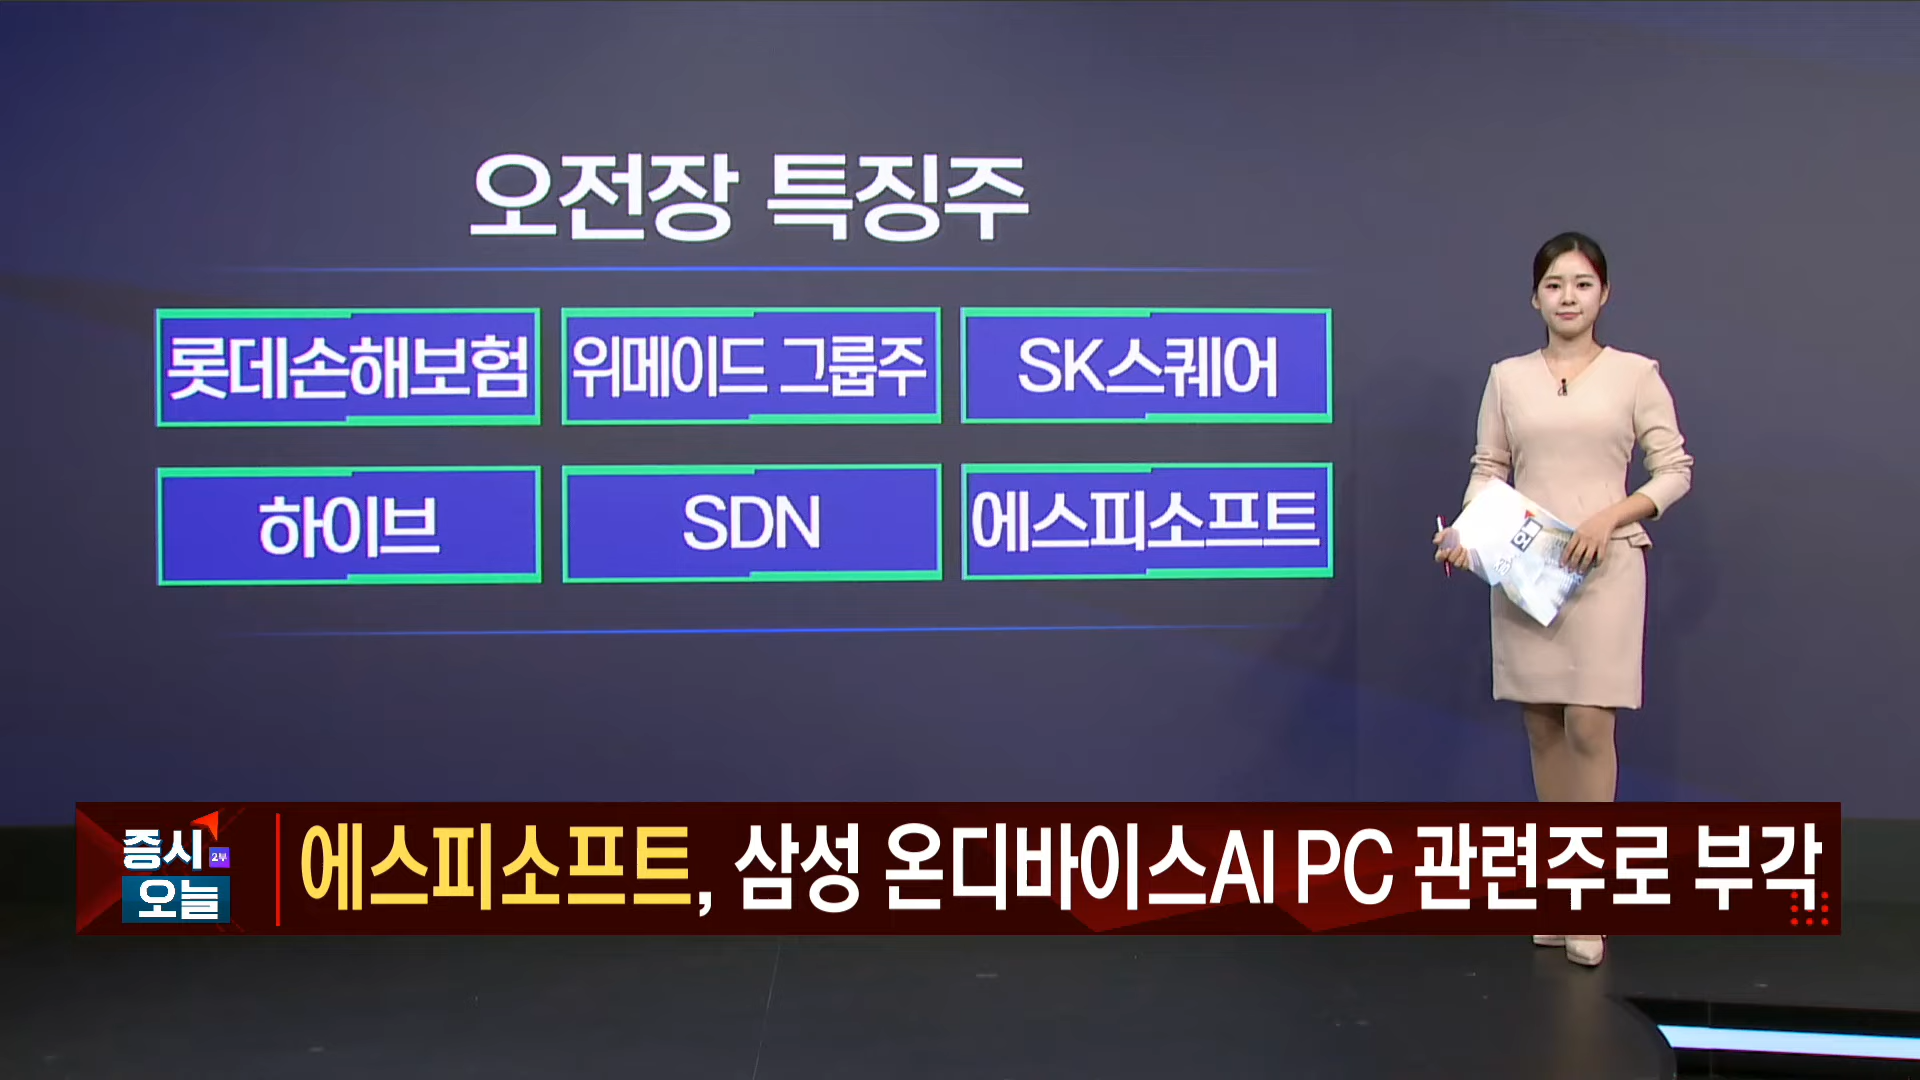 오전장 특징주
롯데손해보험
위메이드 그룹주
SK스퀘어
하이브
SDN
에스피소프트
증시 2부
오늘
에스피소프트, 삼성 온디바이스AI PC 관련주로 부각